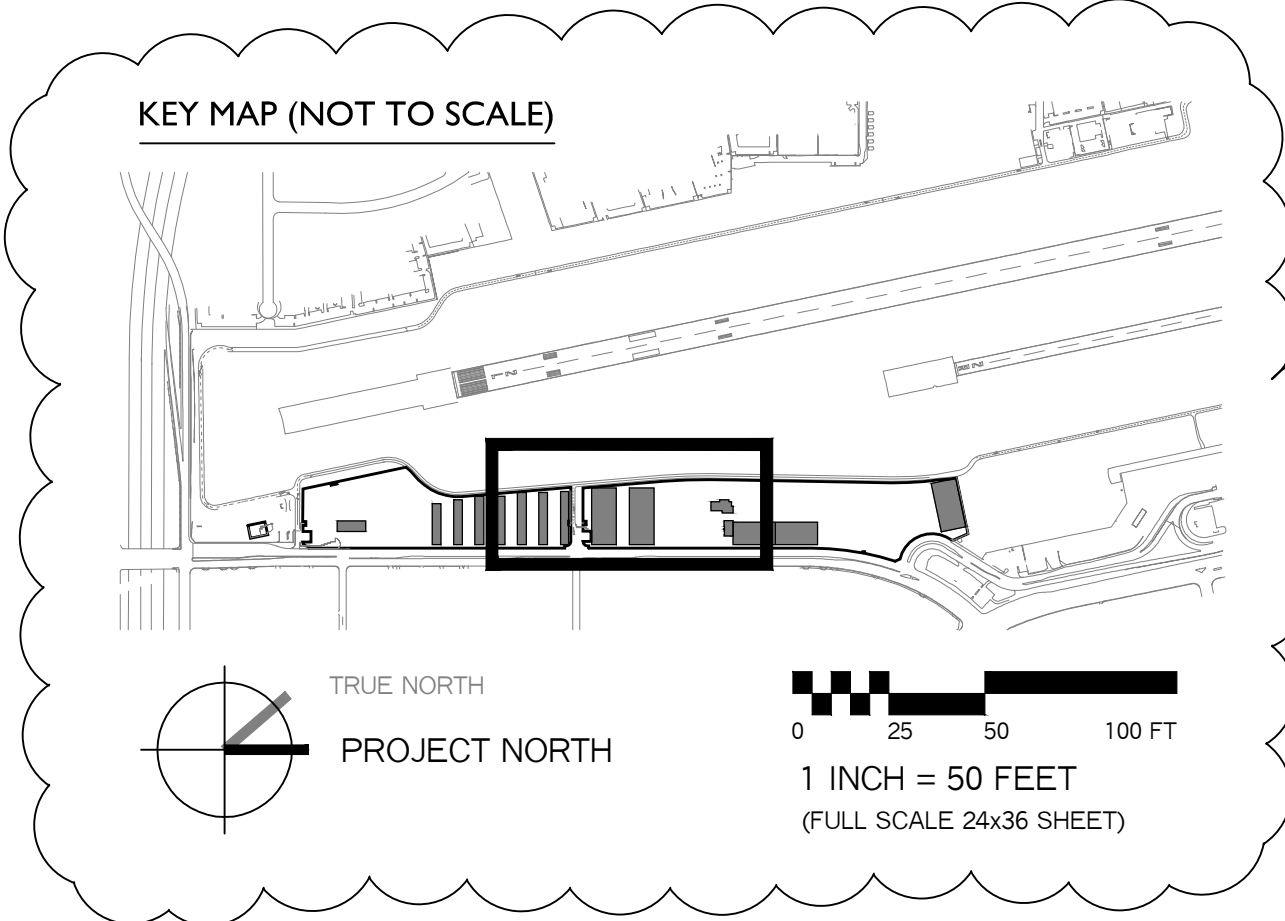 KEY MAP (NOT TO SCALE)
TRUE NORTH
PROJECT NORTH
0 25 50 100 FT
1 INCH = 50 FEET
(FULL SCALE 24x36 SHEET)